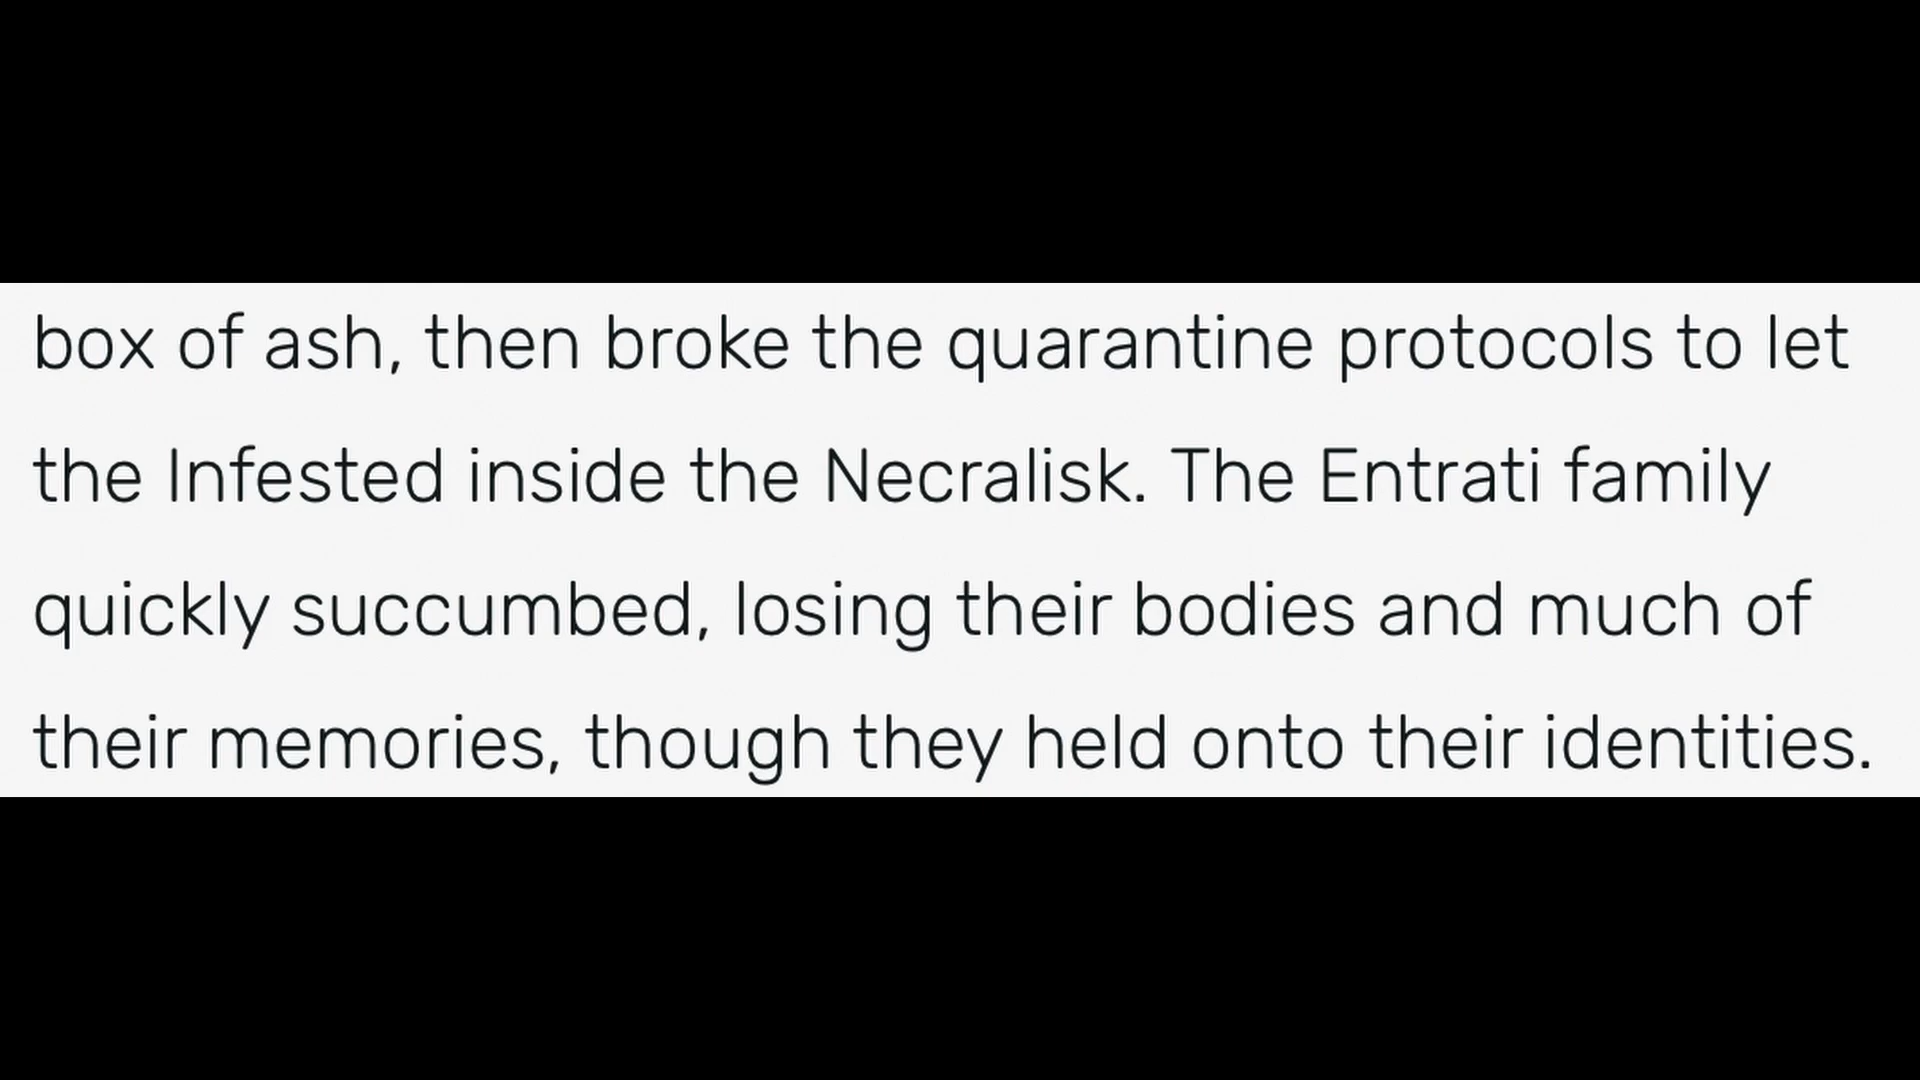 box of ash, then broke the quarantine protocols to let
the Infested inside the Necralisk. The Entrati family
quickly succumbed, losing their bodies and much of
their memories, though they held onto their identities.